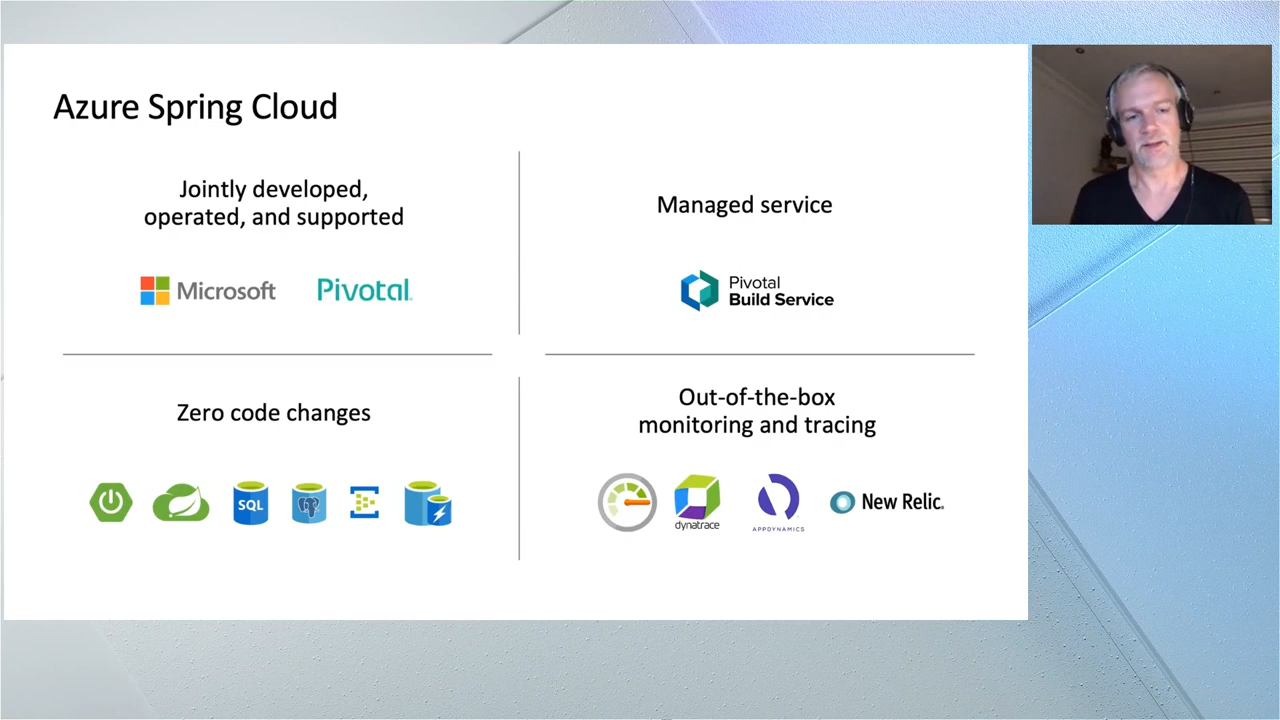 Azure Spring Cloud
Jointly developed,
operated, and supported
Microsoft
Pivotal.
Managed service
Pivotal
Build Service
Zero code changes
SQL
Out-of-the-box
monitoring and tracing
dynatrace
APPDYNAMICS
New Relic.